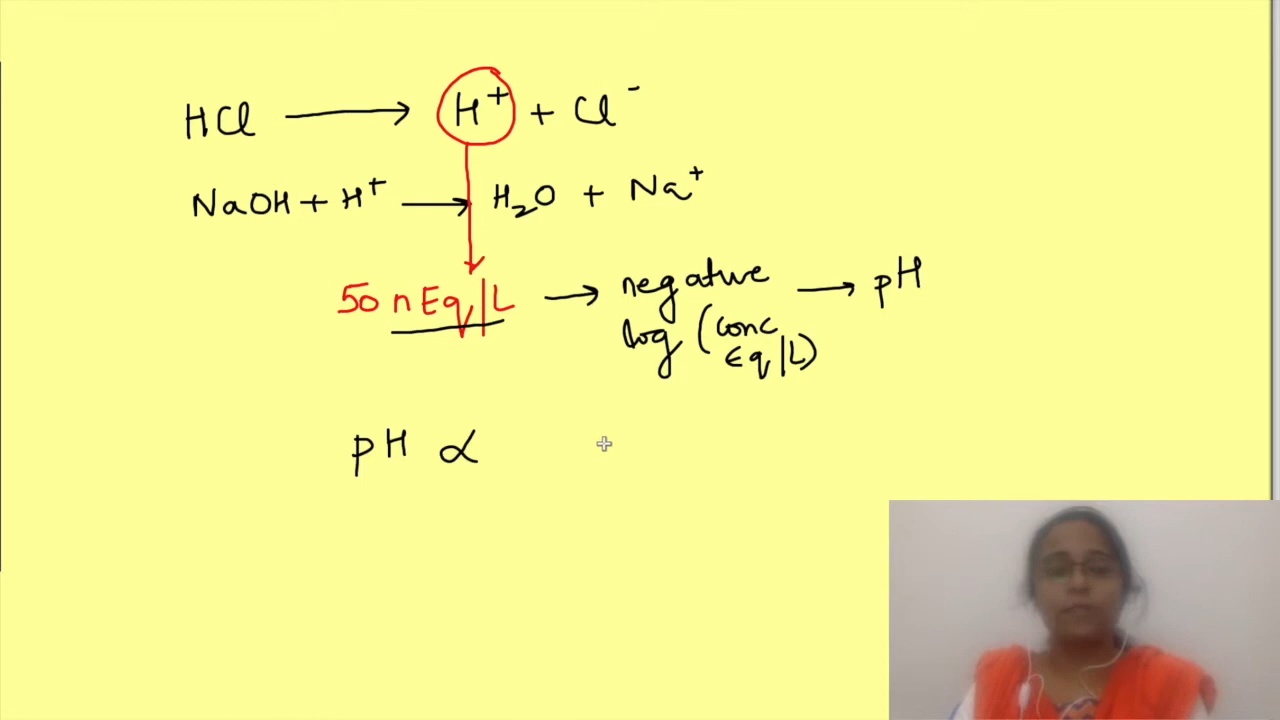 HCl ⟶ H⁺ + Cl⁻
NaOH + H⁺ ⟶ H₂O + Na⁺
50 nEq/L → negative → pH
log (conc
Eq/L)
pH ∝